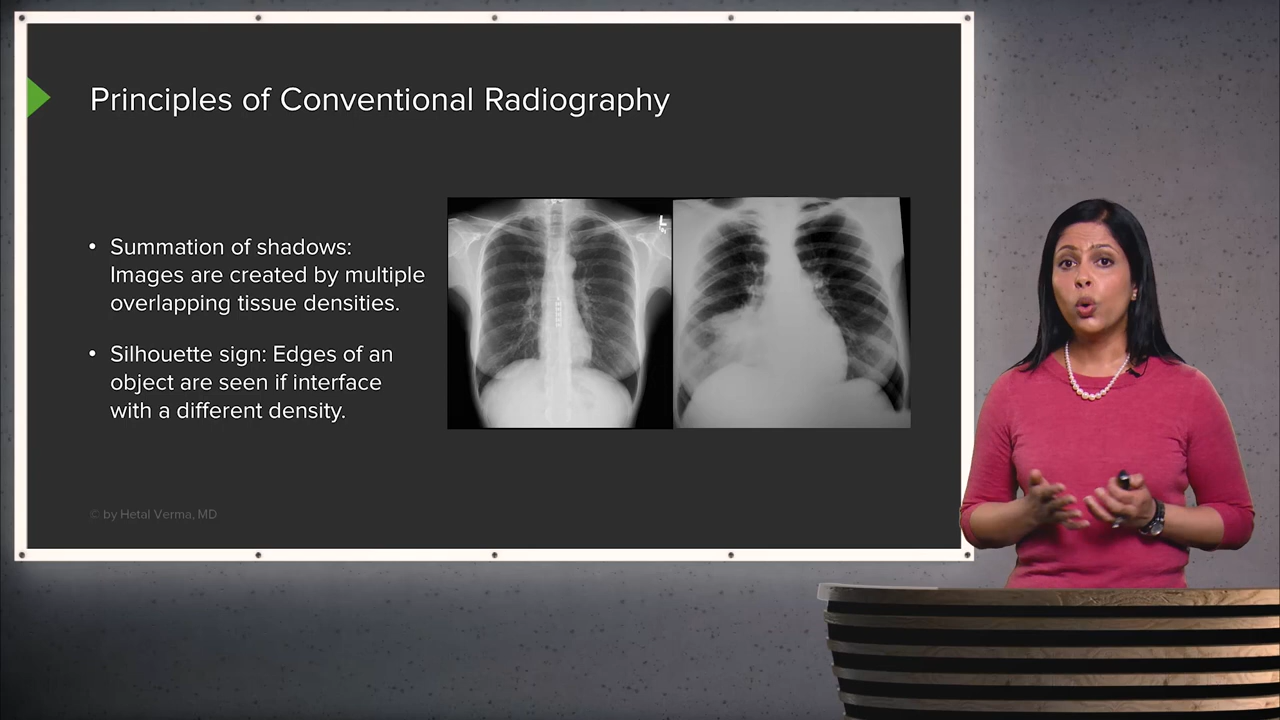 Principles of Conventional Radiography
• Summation of shadows:
Images are created by multiple
overlapping tissue densities.
• Silhouette sign: Edges of an
object are seen if interface
with a different density.
L
© by Hetal Verma, MD